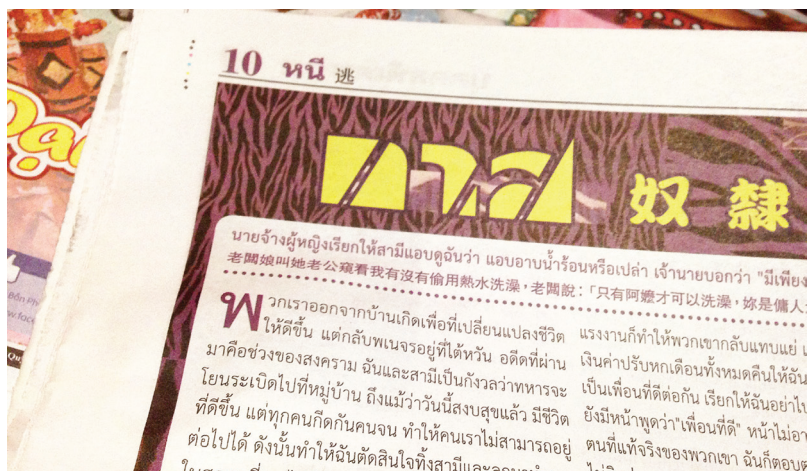 10 หนี 逃
ทาส 奴隸
นายจ้างผู้หญิงเรียกให้สามีแอบดูฉันว่า แอบอาบน้ำร้อนหรือเปล่า เจ้านายบอกว่า "มีเพียง
老闆娘叫她老公窺看我有沒有偷用熱水洗澡，老闆說：「只有阿嬤才可以洗澡，妳是傭人
พวกเราออกจากบ้านเกิดเพื่อที่เปลี่ยนแปลงชีวิต
ให้ดีขึ้น แต่กลับพเนจรอยู่ที่ใต้หวัน อดีตที่ผ่าน
มาคือช่วงของสงคราม ฉันและสามีเป็นกังวลว่าทหารจะ
โยนระเบิดไปที่หมู่บ้าน ถึงแม้ว่าวันนี้สงบสุขแล้ว มีชีวิต
ที่ดีขึ้น แต่ทุกคนกีดกันคนจน ทำให้คนเราไม่สามารถอยู่
ต่อไปได้ ดังนั้นทำให้ฉันตัดสินใจทิ้งสามีและ
แรงงานก็ทำให้พวกเขากลับแทบแย่
เงินค่าปรับหกเดือนทั้งหมดคืนให้ฉัน
เป็นเพื่อนที่ดีต่อกัน เรียกให้ฉันอย่าไป
ยังมีหน้าพูดว่า"เพื่อนที่ดี" หน้าไม่อา
ตนที่แท้จริงของพวกเขา ฉันก็ตอบ